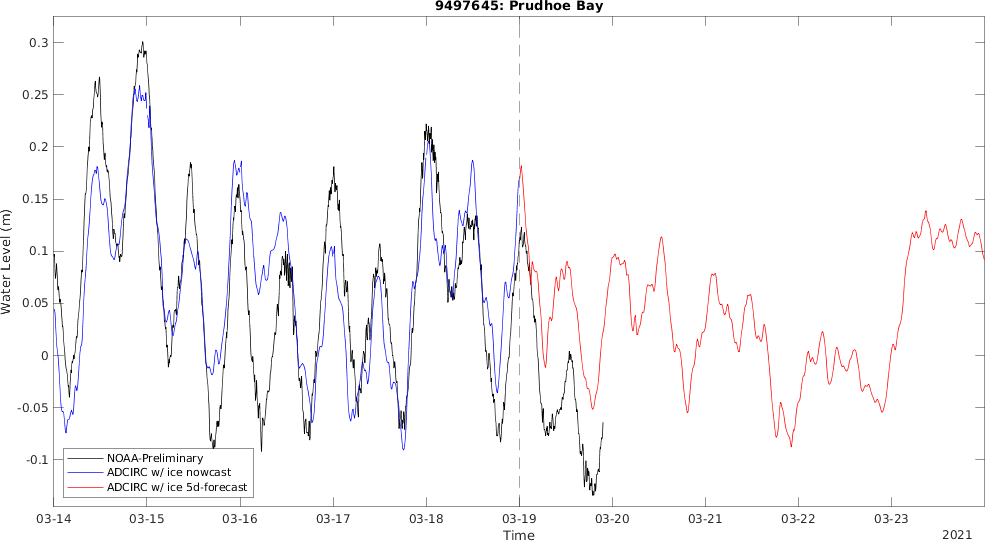 9497645: Prudhoe Bay
Water Level (m)
0.3
0.25
0.2
0.15
0.1
0.05
0
-0.05
-0.1
NOAA-Preliminary
ADCIRC w/ ice nowcast
ADCIRC w/ ice 5d-forecast
03-14 03-15 03-16 03-17 03-18 03-19 03-20 03-21 03-22 03-23
Time
2021